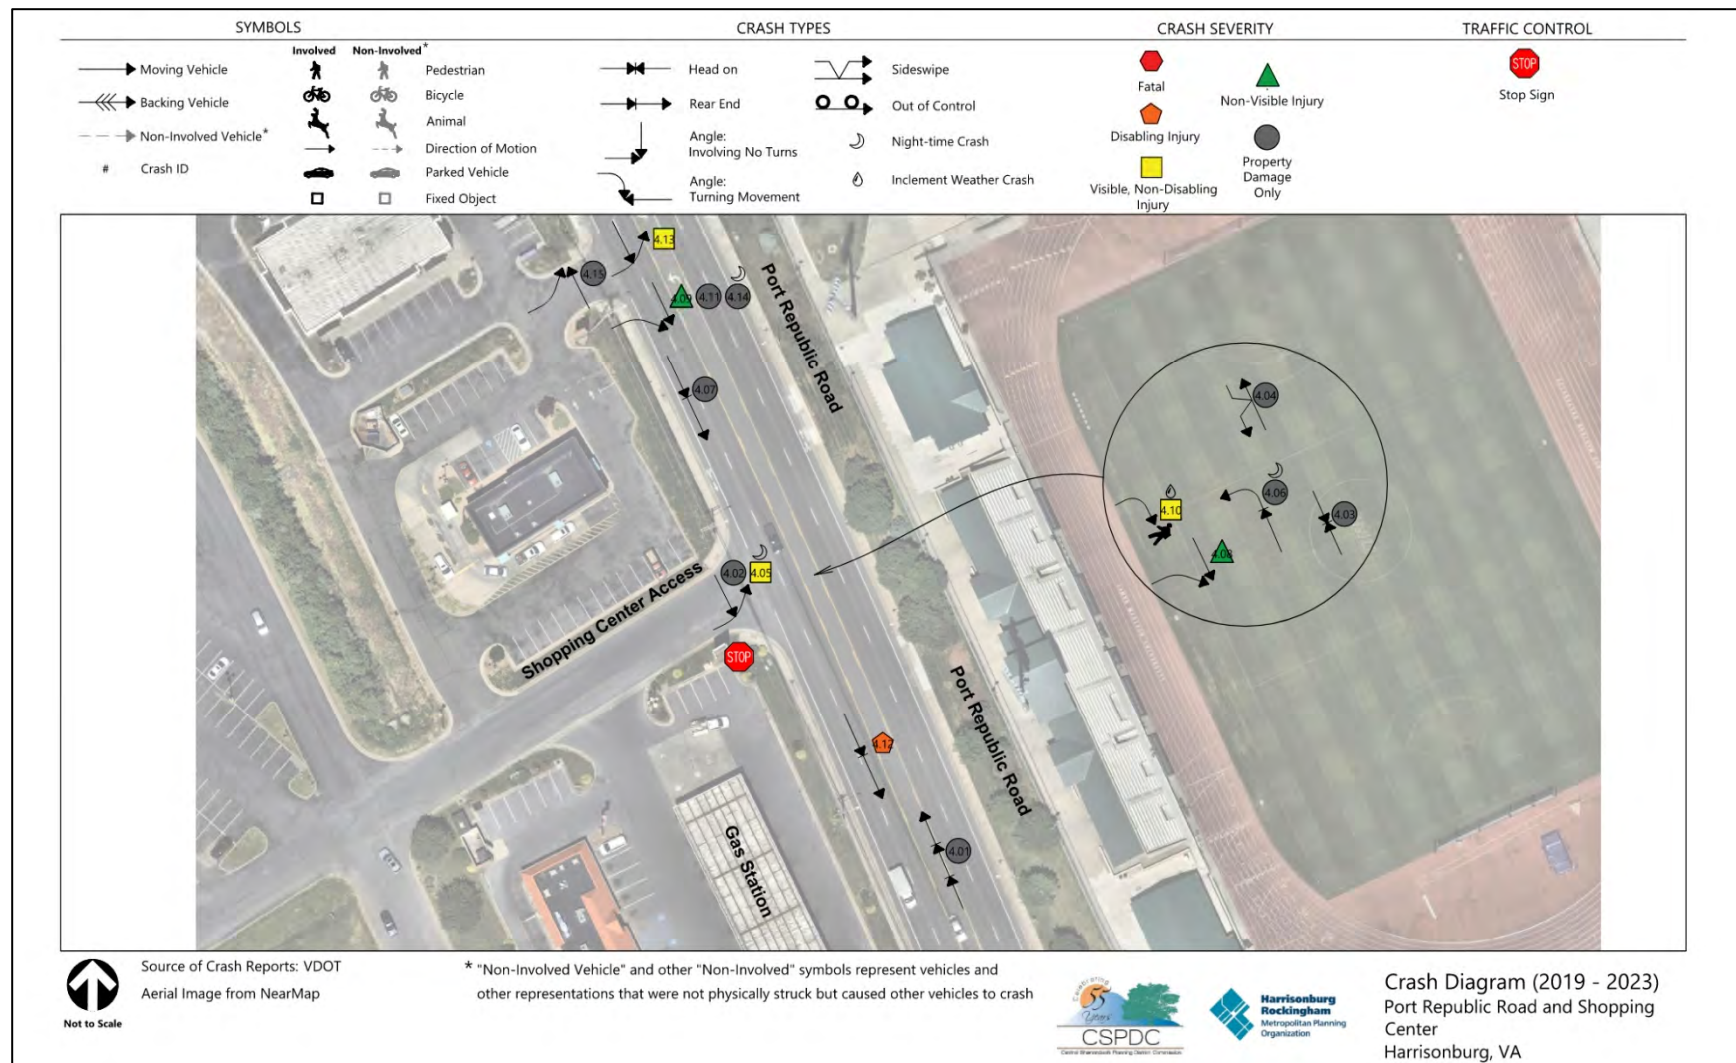 SYMBOLS
CRASH TYPES
CRASH SEVERITY
TRAFFIC CONTROL
Involved
Non-Involved*
Moving Vehicle
Pedestrian
Backing Vehicle
Bicycle
Animal
Non-Involved Vehicle*
Direction of Motion
# Crash ID
Parked Vehicle
Fixed Object
Head on
Sideswipe
Rear End
Out of Control
Angle:
Involving No Turns
Night-time Crash
Angle:
Turning Movement
Inclement Weather Crash
Fatal
Non-Visible Injury
Disabling Injury
Property
Damage
Only
Visible, Non-Disabling
Injury
STOP
Stop Sign
4.13
4.15
4.09
4.11
4.14
Port Republic Road
4.07
4.04
4.06
4.10
4.03
4.08
4.02
4.05
Shopping Center Access
STOP
Port Republic Road
4.12
4.01
Gas Station
Not to Scale
Source of Crash Reports: VDOT
Aerial Image from NearMap
* "Non-Involved Vehicle" and other "Non-Involved" symbols represent vehicles and
other representations that were not physically struck but caused other vehicles to crash
Celebrating
55
Years
CSPDC
Central Shenandoah Planning District Commission
Harrisonburg
Rockingham
Metropolitan Planning
Organization
Crash Diagram (2019 - 2023)
Port Republic Road and Shopping
Center
Harrisonburg, VA